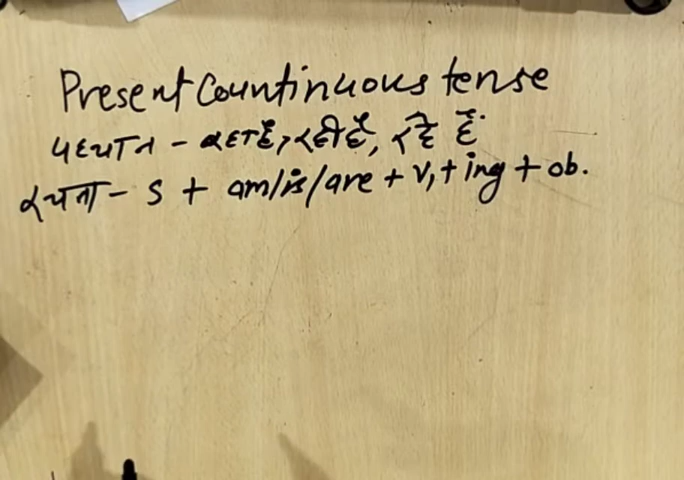 Present Countinuous tense
पहचान - रहा है, रही है, रहे हैं.
रचना - S + am/is/are + V1 + ing + ob.